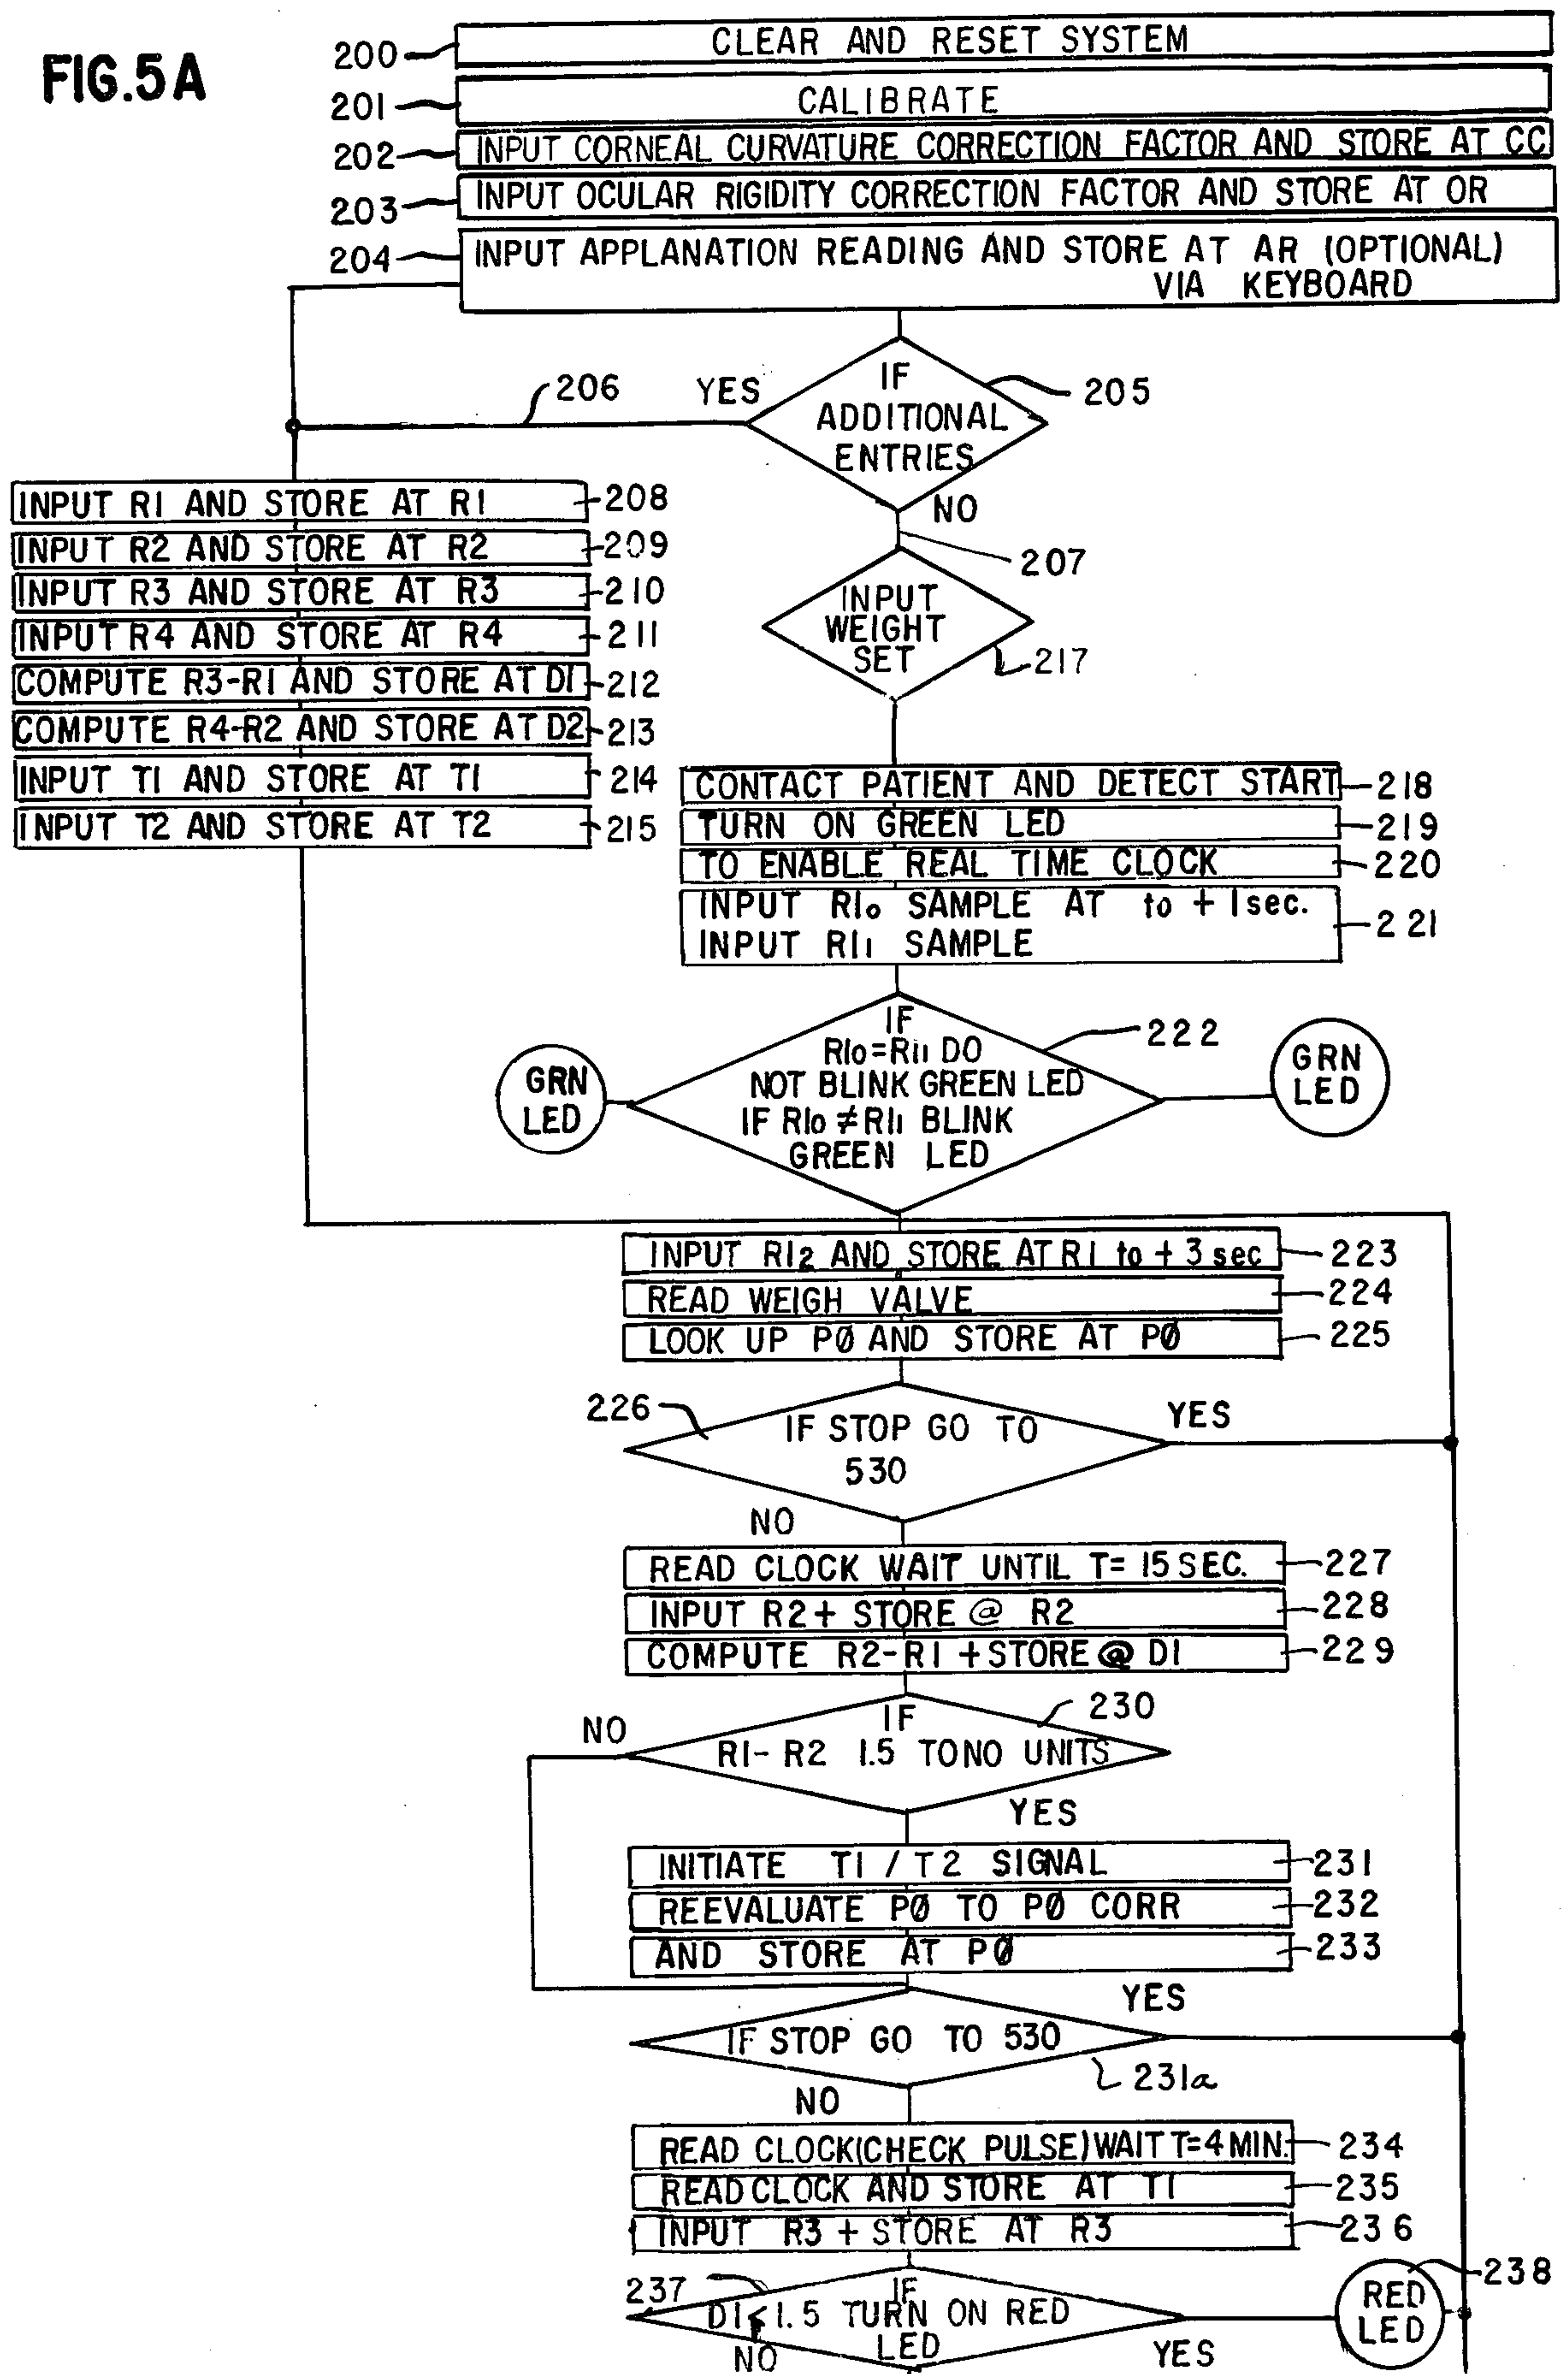 FIG.5A
200
CLEAR AND RESET SYSTEM
201
CALIBRATE
202
INPUT CORNEAL CURVATURE CORRECTION FACTOR AND STORE AT CC
203
INPUT OCULAR RIGIDITY CORRECTION FACTOR AND STORE AT OR
204
INPUT APPLANATION READING AND STORE AT AR (OPTIONAL)
VIA KEYBOARD
IF
ADDITIONAL
ENTRIES
205
YES
206
NO
207
INPUT R1 AND STORE AT R1
208
INPUT R2 AND STORE AT R2
209
INPUT R3 AND STORE AT R3
210
INPUT R4 AND STORE AT R4
211
COMPUTE R3-R1 AND STORE AT D1
212
COMPUTE R4-R2 AND STORE AT D2
213
INPUT T1 AND STORE AT T1
214
INPUT T2 AND STORE AT T2
215
INPUT
WEIGHT
SET
217
CONTACT PATIENT AND DETECT START
218
TURN ON GREEN LED
219
TO ENABLE REAL TIME CLOCK
220
INPUT R1₀ SAMPLE AT to + 1sec.
INPUT R1₁ SAMPLE
221
IF
R1₀=R1₁ DO
NOT BLINK GREEN LED
IF R1₀ ≠ R1₁ BLINK
GREEN LED
222
GRN
LED
GRN
LED
INPUT R1₂ AND STORE AT R1 to + 3 sec
223
READ WEIGH VALVE
224
LOOK UP PØ AND STORE AT PØ
225
226
IF STOP GO TO
530
YES
NO
READ CLOCK WAIT UNTIL T= 15 SEC.
227
INPUT R2+ STORE @ R2
228
COMPUTE R2-R1 +STORE @ D1
229
IF
R1- R2 1.5 TONO UNITS
230
NO
YES
INITIATE T1 / T2 SIGNAL
231
REEVALUATE PØ TO PØ CORR
232
AND STORE AT PØ
233
IF STOP GO TO 530
YES
231a
NO
READ CLOCK(CHECK PULSE)WAIT T=4 MIN.
234
READ CLOCK AND STORE AT T1
235
INPUT R3 + STORE AT R3
236
237
IF
D1 ≤ 1.5 TURN ON RED
LED
NO
YES
RED
LED
238